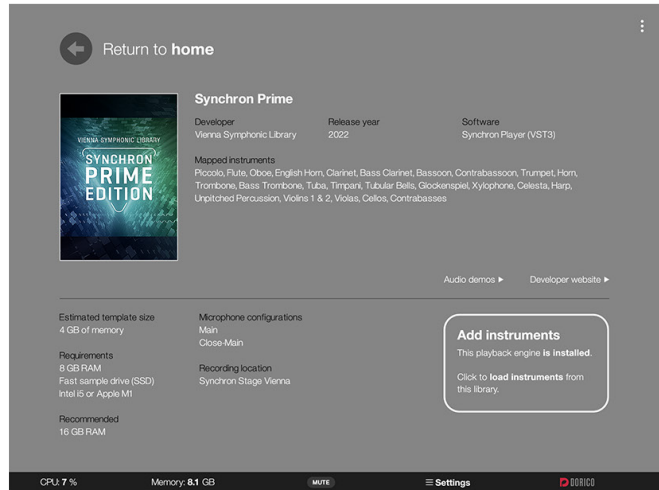 Return to home
VIENNA SYMPHONIC LIBRARY
SYNCHRON
PRIME
EDITION
Synchron Prime
Developer
Vienna Symphonic Library
Release year
2022
Software
Synchron Player (VST3)
Mapped instruments
Piccolo, Flute, Oboe, English Horn, Clarinet, Bass Clarinet, Bassoon, Contrabassoon, Trumpet, Horn,
Trombone, Bass Trombone, Tuba, Timpani, Tubular Bells, Glockenspiel, Xylophone, Celesta, Harp,
Unpitched Percussion, Violins 1 & 2, Violas, Cellos, Contrabasses
Audio demos ▶
Developer website ▶
Estimated template size
4 GB of memory
Requirements
8 GB RAM
Fast sample drive (SSD)
Intel i5 or Apple M1
Recommended
16 GB RAM
Microphone configurations
Main
Close-Main
Recording location
Synchron Stage Vienna
Add instruments
This playback engine is installed.
Click to load instruments from
this library.
CPU: 7 %
Memory: 8.1 GB
MUTE
Settings
DORICO